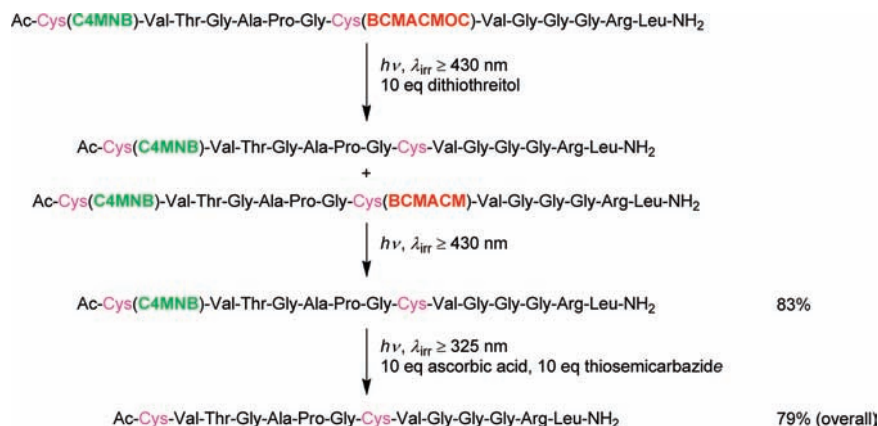 Ac-Cys(C4MNB)-Val-Thr-Gly-Ala-Pro-Gly-Cys(BCMACMOC)-Val-Gly-Gly-Gly-Arg-Leu-NH₂
hν, λirr ≥ 430 nm
10 eq dithiothreitol
Ac-Cys(C4MNB)-Val-Thr-Gly-Ala-Pro-Gly-Cys-Val-Gly-Gly-Gly-Arg-Leu-NH₂
+
Ac-Cys(C4MNB)-Val-Thr-Gly-Ala-Pro-Gly-Cys(BCMACM)-Val-Gly-Gly-Gly-Arg-Leu-NH₂
hν, λirr ≥ 430 nm
Ac-Cys(C4MNB)-Val-Thr-Gly-Ala-Pro-Gly-Cys-Val-Gly-Gly-Gly-Arg-Leu-NH₂ 83%
hν, λirr ≥ 325 nm
10 eq ascorbic acid, 10 eq thiosemicarbazide
Ac-Cys-Val-Thr-Gly-Ala-Pro-Gly-Cys-Val-Gly-Gly-Gly-Arg-Leu-NH₂ 79% (overall)